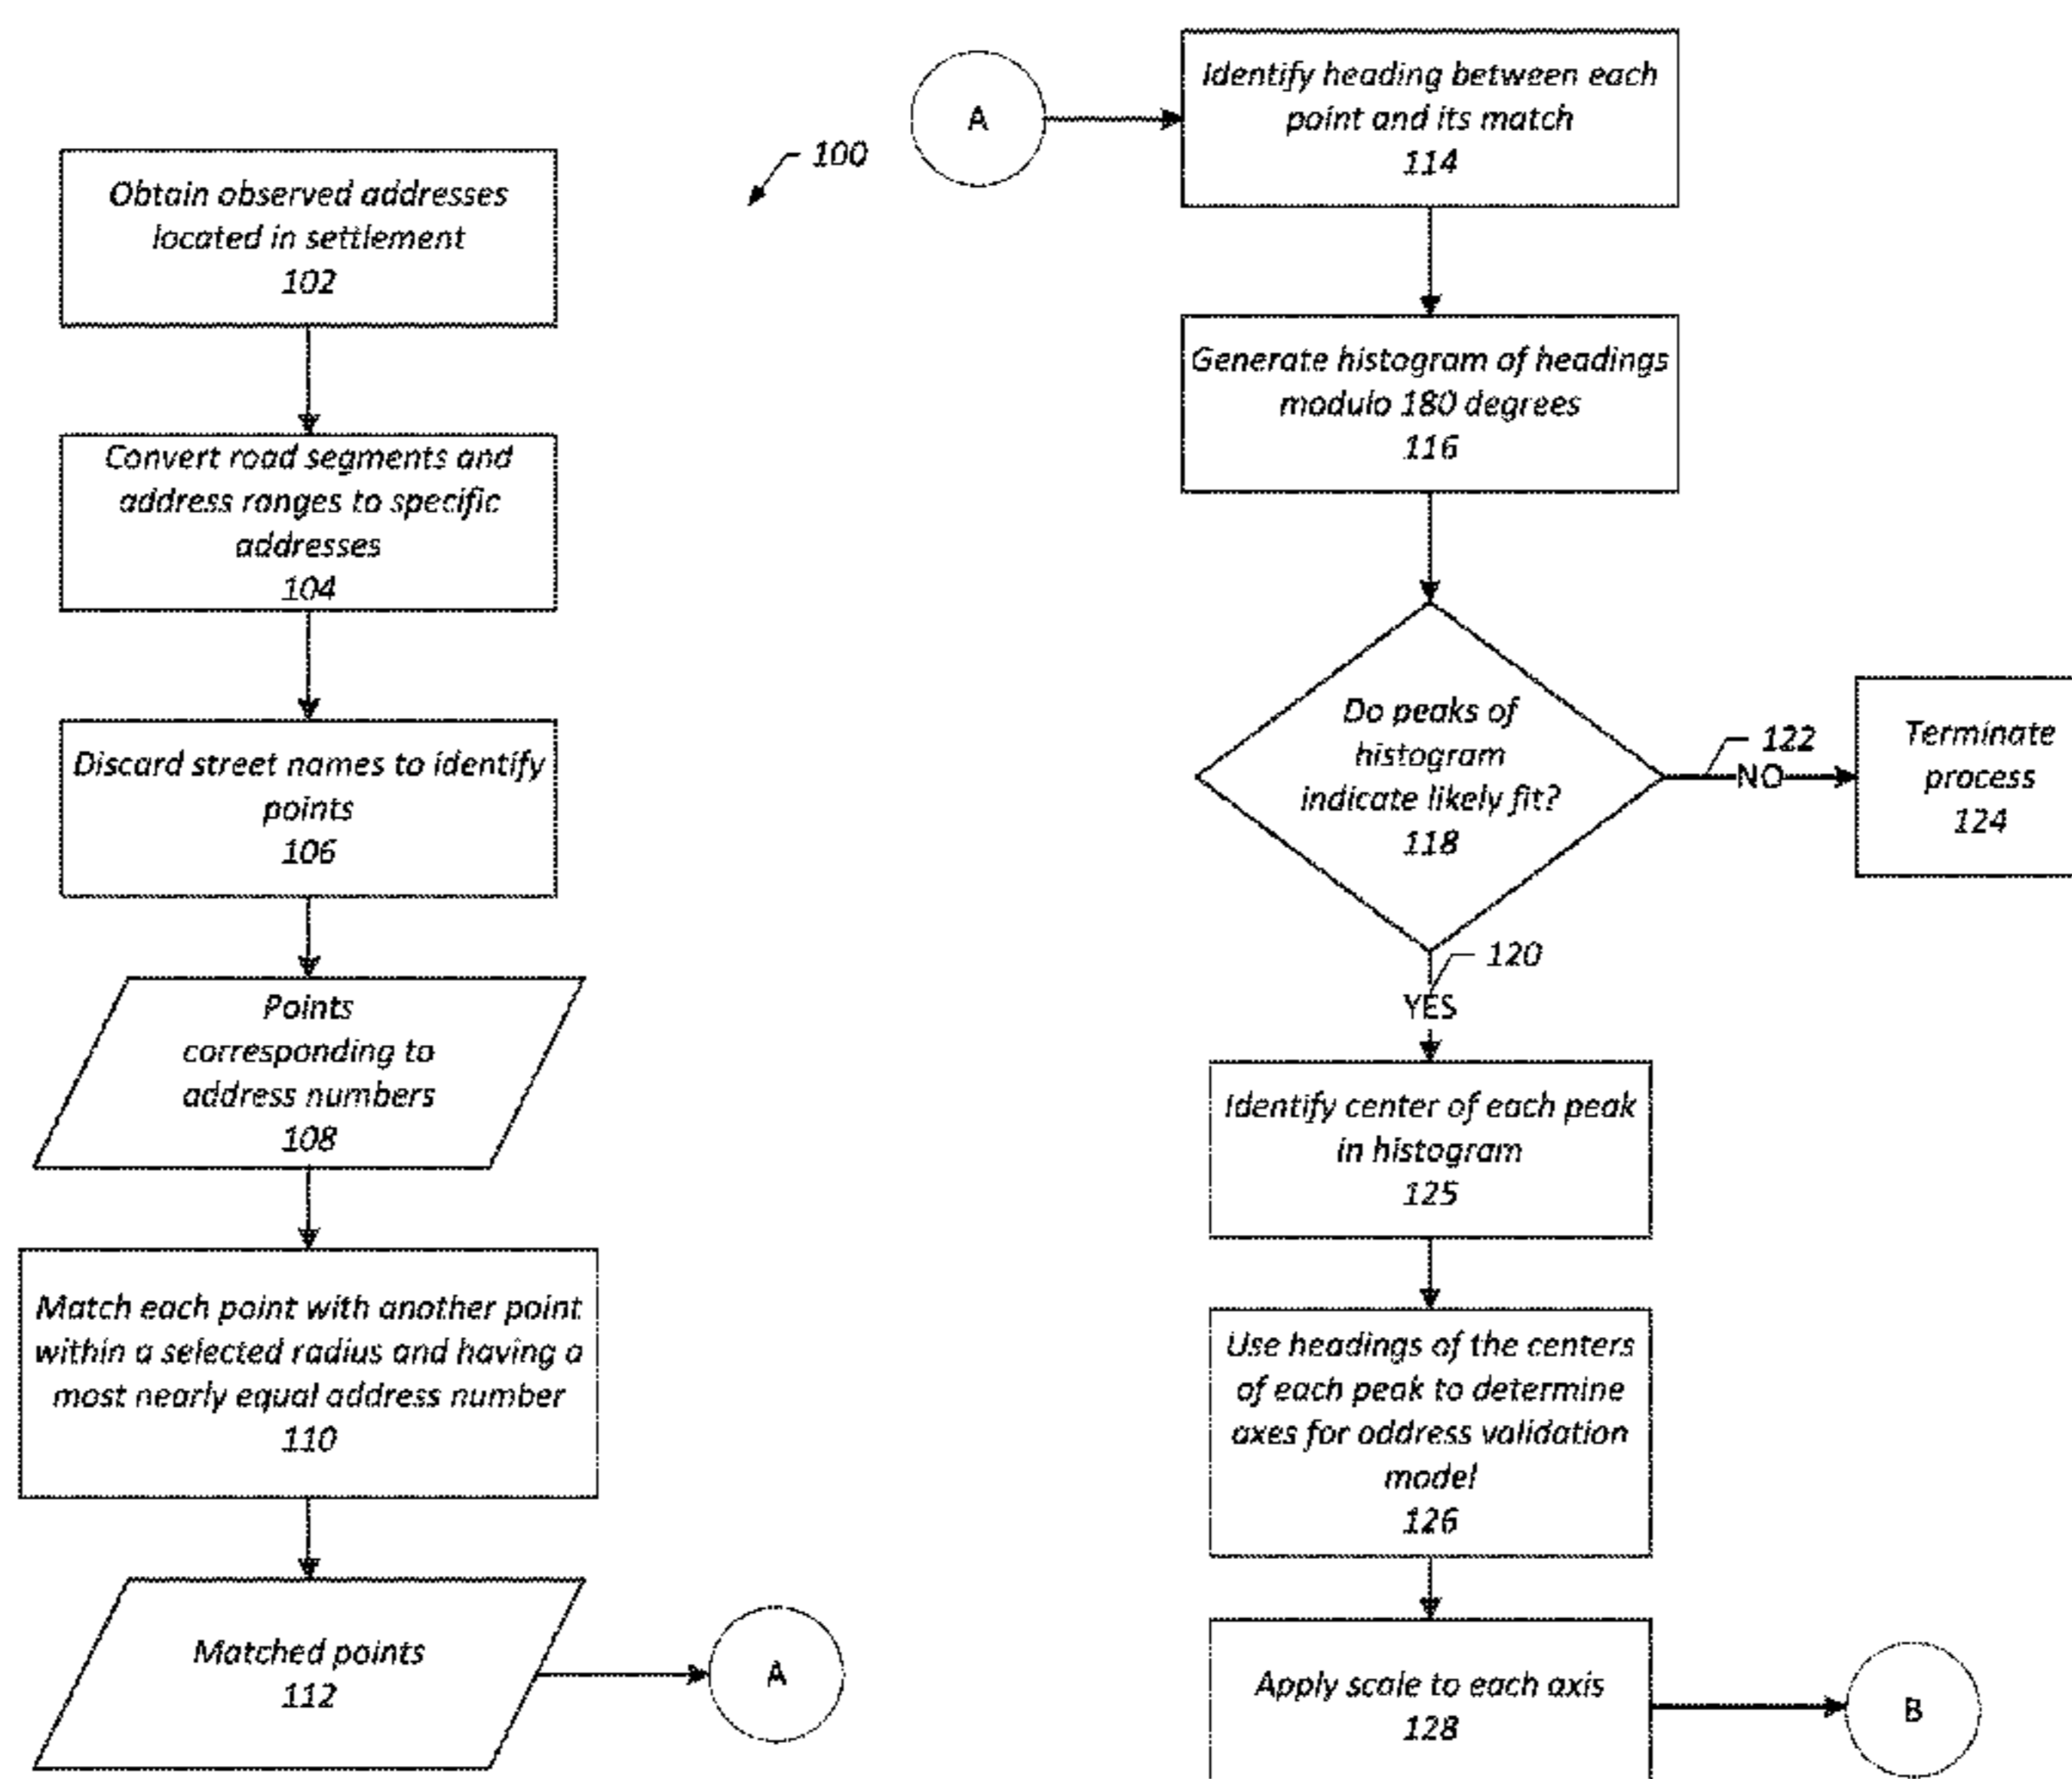 Obtain observed addresses
located in settlement
102
Convert road segments and
address ranges to specific
addresses
104
Discard street names to identify
points
106
Points
corresponding to
address numbers
108
Match each point with another point
within a selected radius and having a
most nearly equal address number
110
Matched points
112
A
100
A
Identify heading between each
point and its match
114
Generate histogram of headings
modulo 180 degrees
116
Do peaks of
histogram
indicate likely fit?
118
122
NO
Terminate
process
124
120
YES
Identify center of each peak
in histogram
125
Use headings of the centers
of each peak to determine
axes for address validation
model
126
Apply scale to each axis
128
B